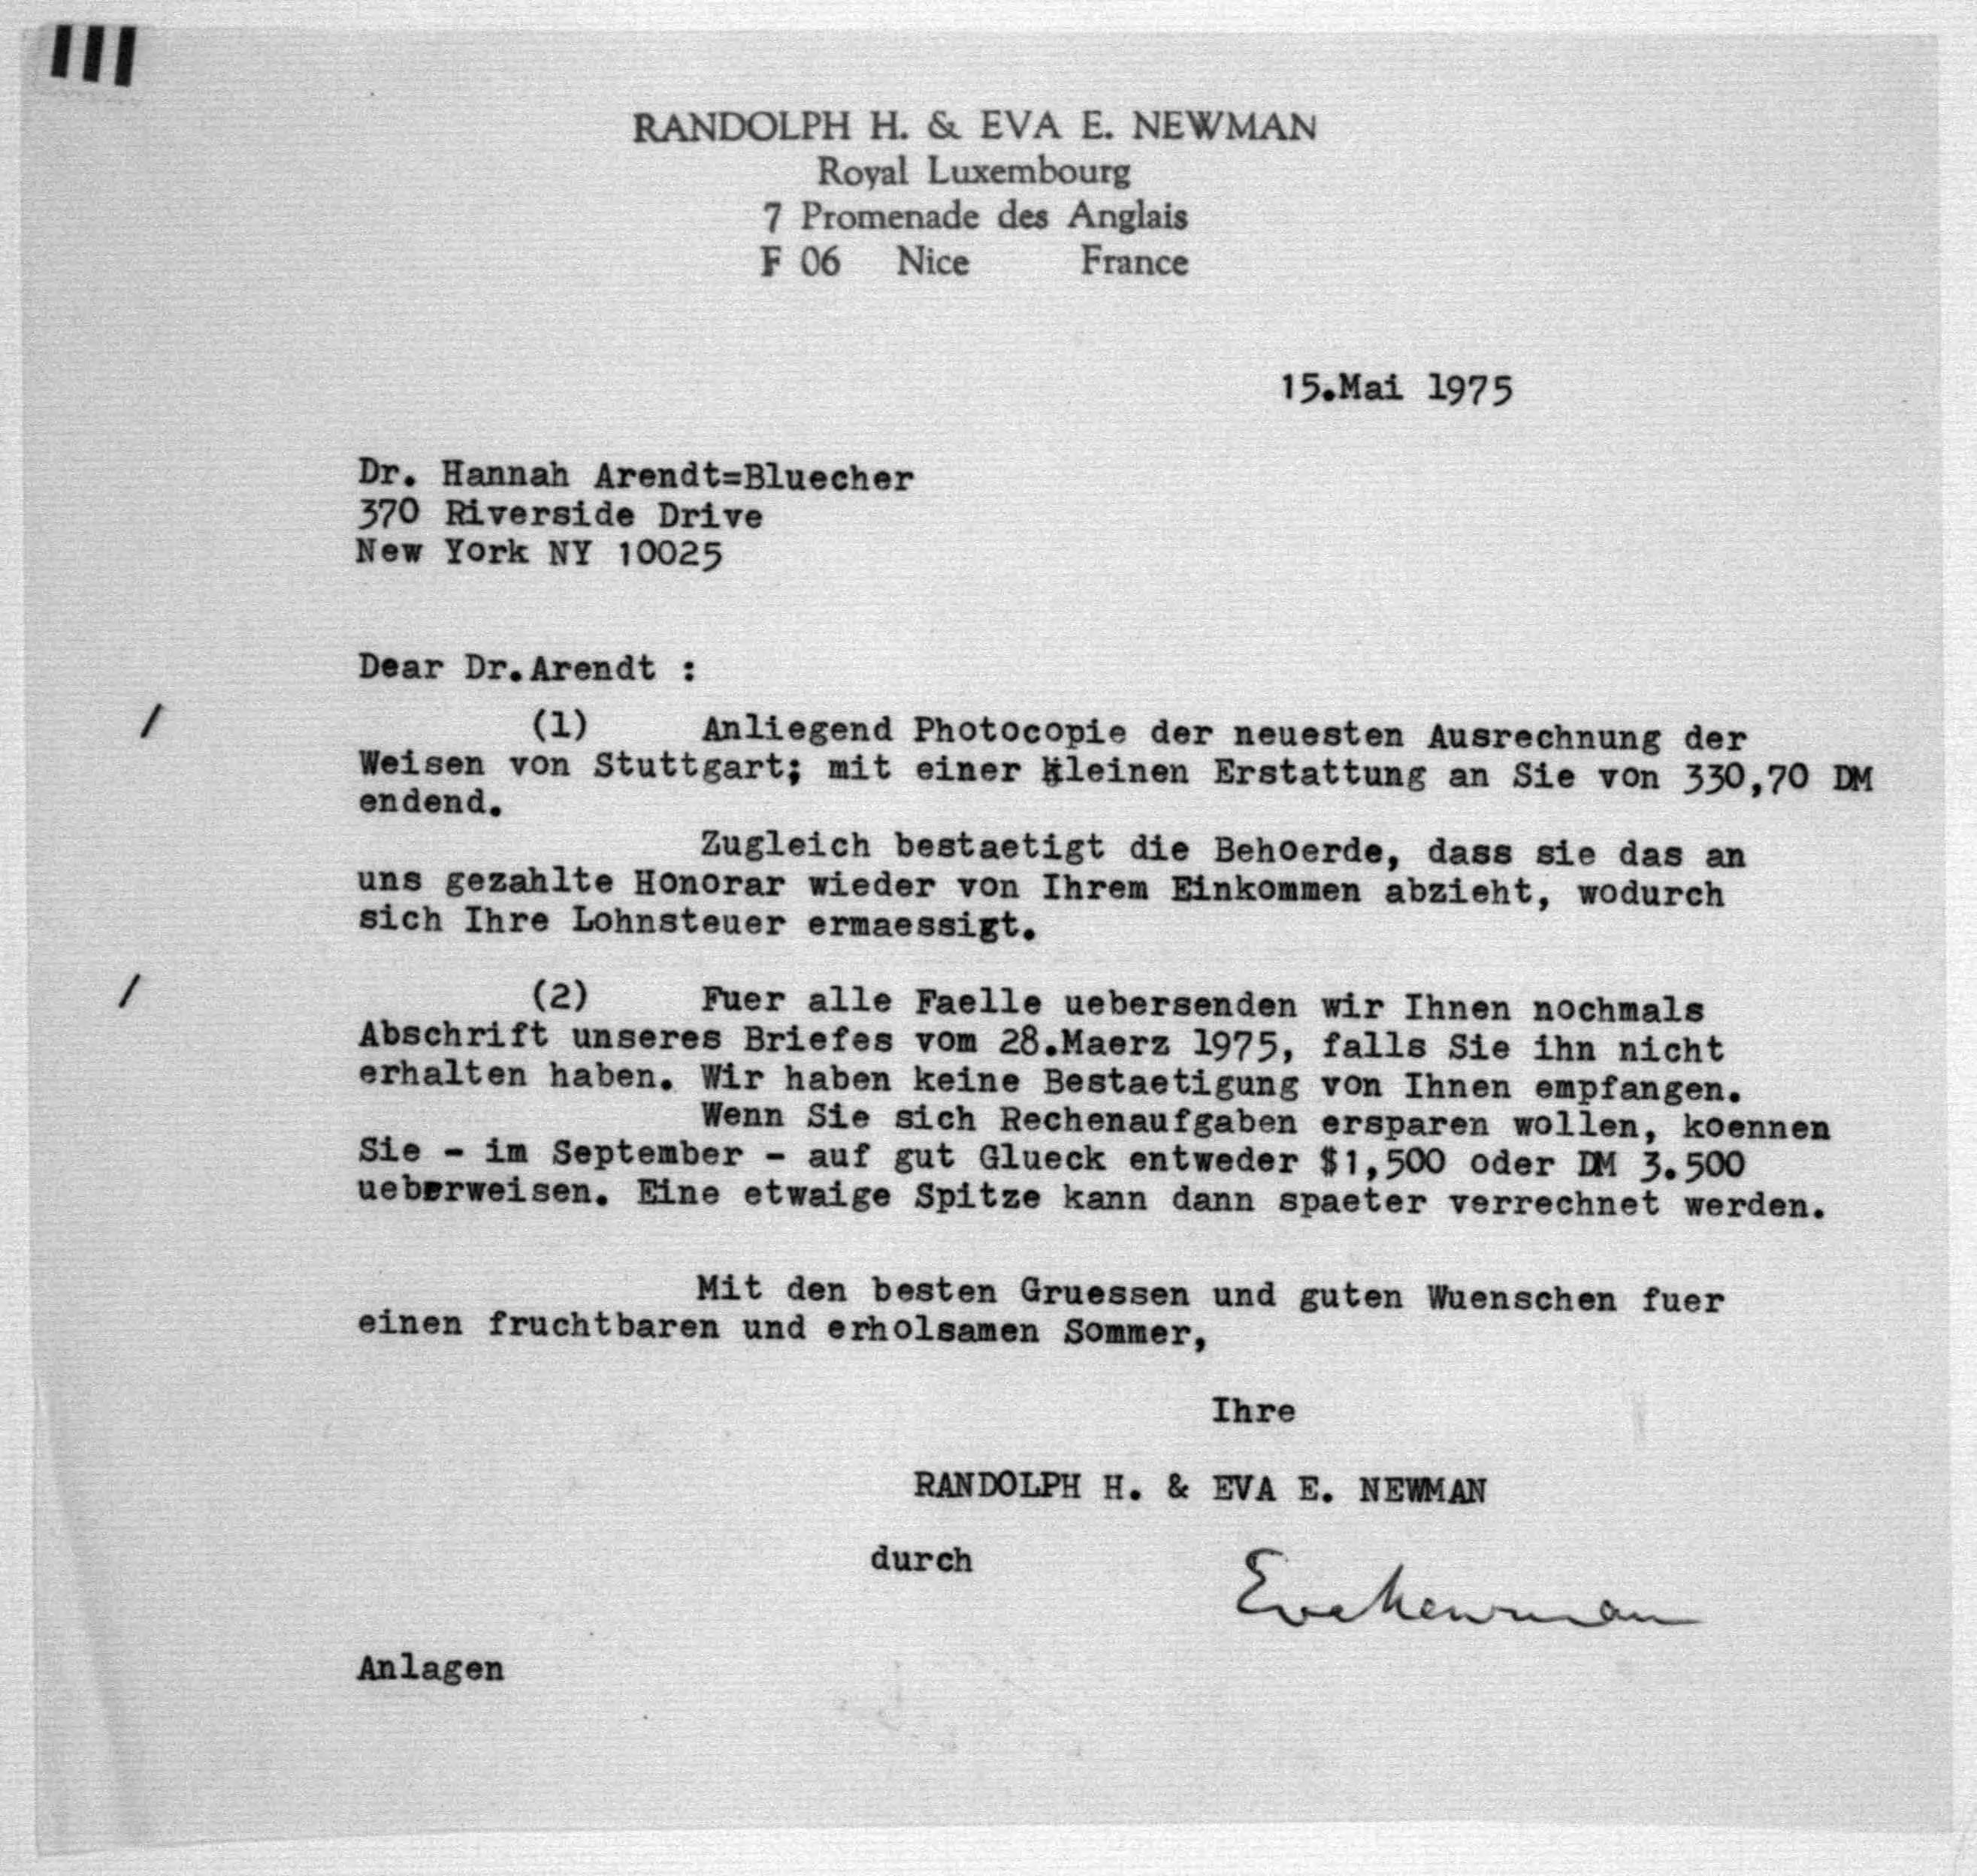 RANDOLPH H. & EVA E. NEWMAN
Royal Luxembourg
7 Promenade des Anglais
F 06 Nice France
15.Mai 1975
Dr. Hannah Arendt=Bluecher
370 Riverside Drive
New York NY 10025
Dear Dr.Arendt :
/ (1) Anliegend Photocopie der neuesten Ausrechnung der
Weisen von Stuttgart; mit einer kleinen Erstattung an Sie von 330,70 DM
endend.
Zugleich bestaetigt die Behoerde, dass sie das an
uns gezahlte Honorar wieder von Ihrem Einkommen abzieht, wodurch
sich Ihre Lohnsteuer ermaessigt.
/ (2) Fuer alle Faelle uebersenden wir Ihnen nochmals
Abschrift unseres Briefes vom 28.Maerz 1975, falls Sie ihn nicht
erhalten haben. Wir haben keine Bestaetigung von Ihnen empfangen.
Wenn Sie sich Rechenaufgaben ersparen wollen, koennen
Sie - im September - auf gut Glueck entweder $1,500 oder DM 3.500
ueberweisen. Eine etwaige Spitze kann dann spaeter verrechnet werden.
Mit den besten Gruessen und guten Wuenschen fuer
einen fruchtbaren und erholsamen Sommer,
Ihre
RANDOLPH H. & EVA E. NEWMAN
durch
Eva Newman
Anlagen